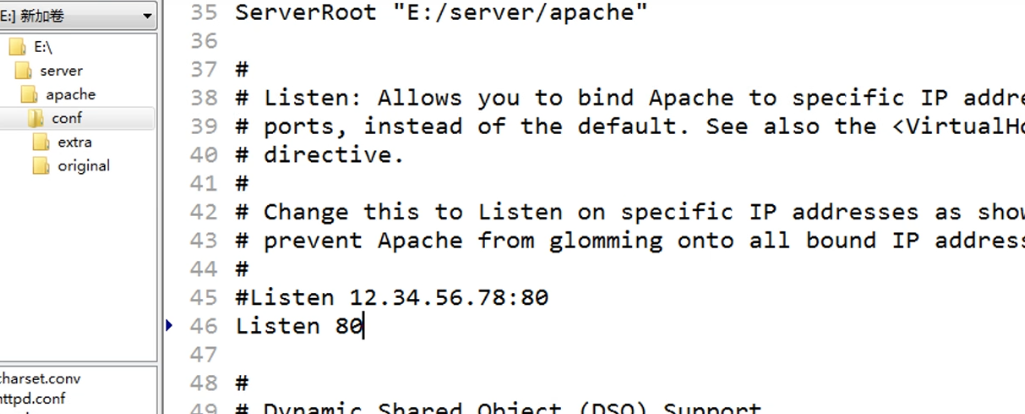 E:] 新加卷
E:\
server
apache
conf
extra
original
charset.conv
httpd.conf
35 ServerRoot "E:/server/apache"
36
37 #
38 # Listen: Allows you to bind Apache to specific IP addre
39 # ports, instead of the default. See also the <VirtualHo
40 # directive.
41 #
42 # Change this to Listen on specific IP addresses as show
43 # prevent Apache from glomming onto all bound IP address
44 #
45 #Listen 12.34.56.78:80
46 Listen 80
47
48 #
49 # Dynamic Shared Object (DSO) Support